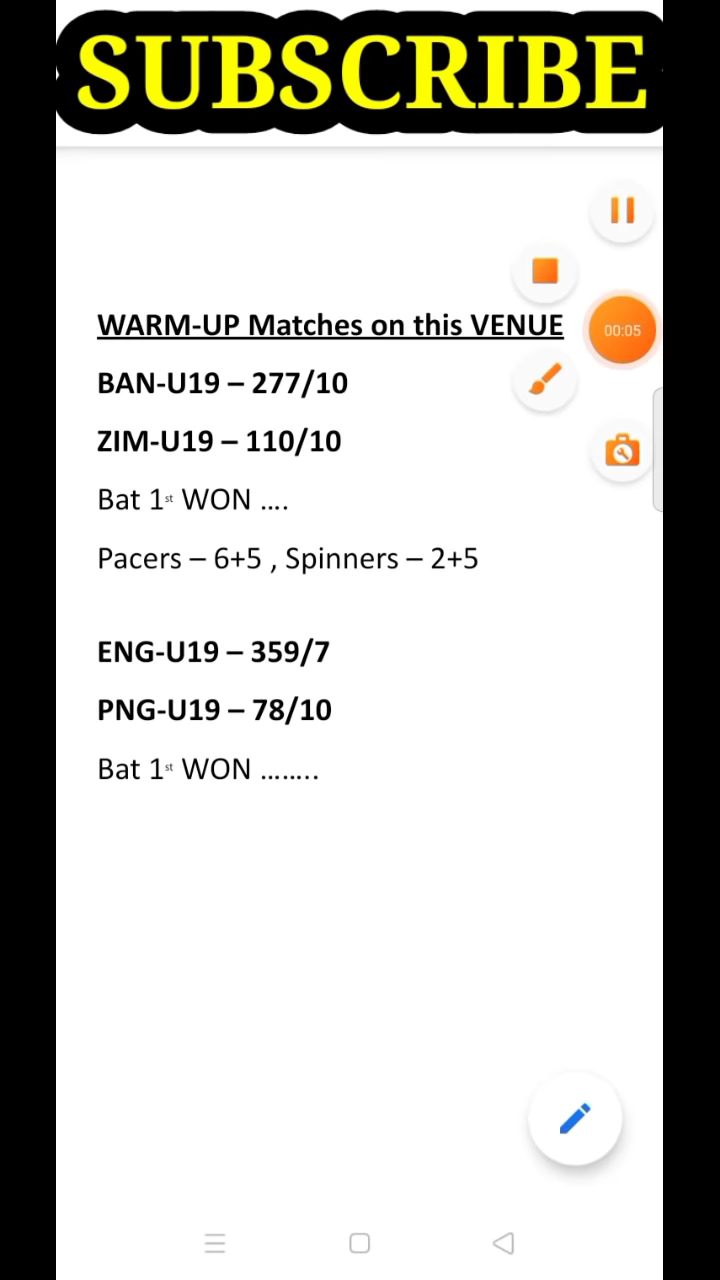 SUBSCRIBE
WARM-UP Matches on this VENUE
00:05
BAN-U19 – 277/10
ZIM-U19 – 110/10
Bat 1st WON ....
Pacers – 6+5 , Spinners – 2+5
ENG-U19 – 359/7
PNG-U19 – 78/10
Bat 1st WON ........